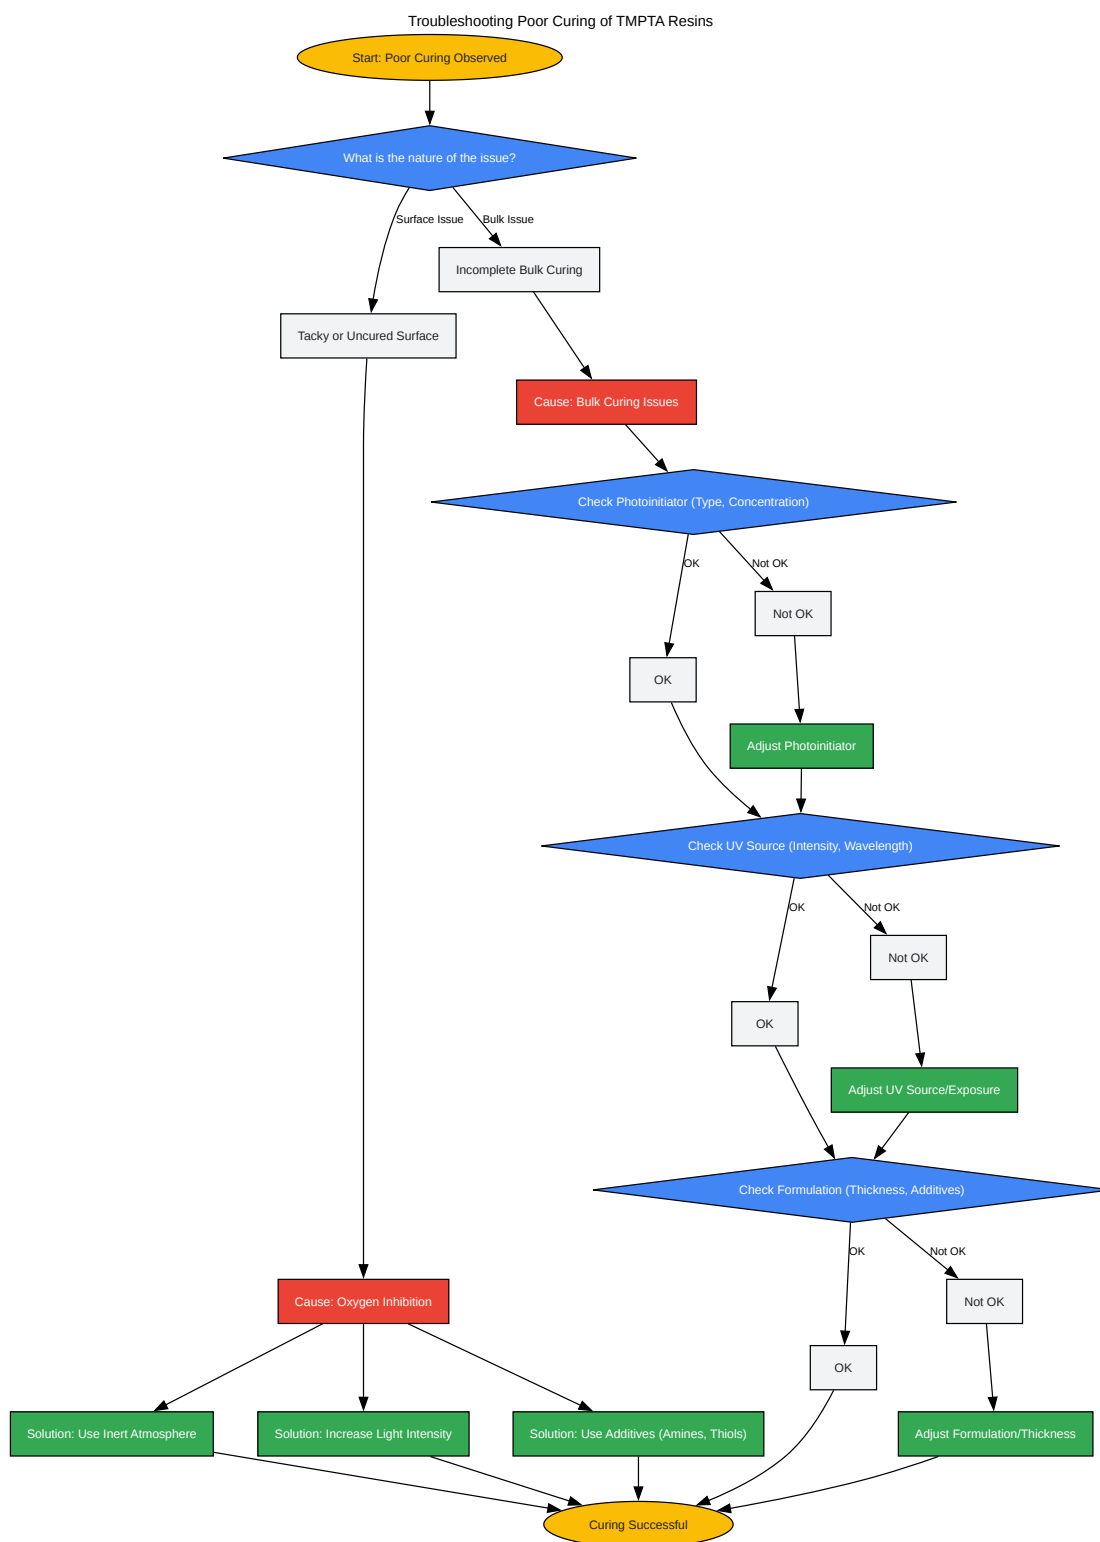 Troubleshooting Poor Curing of TMPTA Resins
Start: Poor Curing Observed
What is the nature of the issue?
Surface Issue
Bulk Issue
Incomplete Bulk Curing
Tacky or Uncured Surface
Cause: Bulk Curing Issues
Check Photoinitiator (Type, Concentration)
OK
Not OK
Not OK
OK
Adjust Photoinitiator
Check UV Source (Intensity, Wavelength)
OK
Not OK
Not OK
OK
Adjust UV Source/Exposure
Check Formulation (Thickness, Additives)
OK
Not OK
Cause: Oxygen Inhibition
Not OK
OK
Solution: Use Inert Atmosphere
Solution: Increase Light Intensity
Solution: Use Additives (Amines, Thiols)
Adjust Formulation/Thickness
Curing Successful